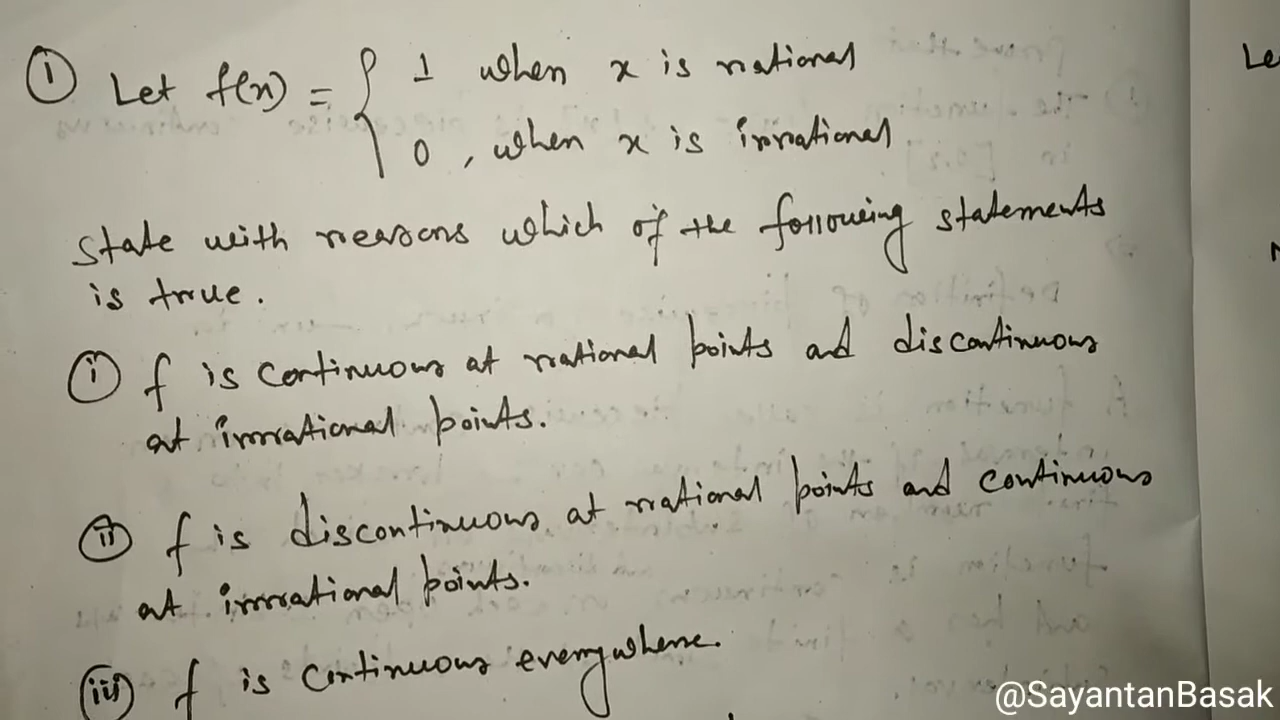 ① Let f(x) = { 1 when x is rational
0, when x is irrational
state with reasons which of the following statements
is true.
ⓘ f is continuous at rational points and discontinuous
at irrational points.
ⓘⓘ f is discontinuous at rational points and continuous
at irrational points.
ⓘⓘⓘ f is continuous everywhere.
Le
@SayantanBasak